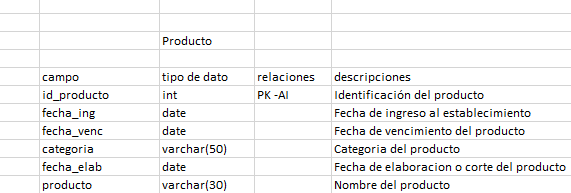 Producto
campo tipo de dato relaciones descripciones
id_producto int PK -AI Identificación del producto
fecha_ing date Fecha de ingreso al establecimiento
fecha_venc date Fecha de vencimiento del producto
categoria varchar(50) Categoria del producto
fecha_elab date Fecha de elaboracion o corte del producto
producto varchar(30) Nombre del producto